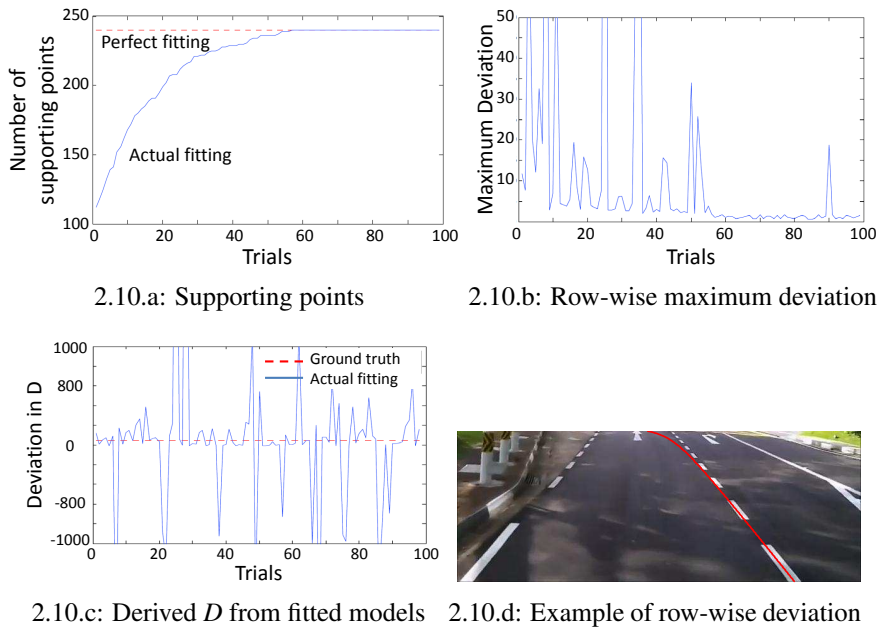 250
200
150
100
Number of
supporting points
Perfect fitting
Actual fitting
0 20 40 60 80 100
Trials
2.10.a: Supporting points
50
40
30
20
10
Maximum Deviation
0 20 40 60 80 100
Trials
2.10.b: Row-wise maximum deviation
1000
800
0
-800
-1000
Deviation in D
Ground truth
Actual fitting
0 20 40 60 80 100
Trials
2.10.c: Derived D from fitted models
2.10.d: Example of row-wise deviation